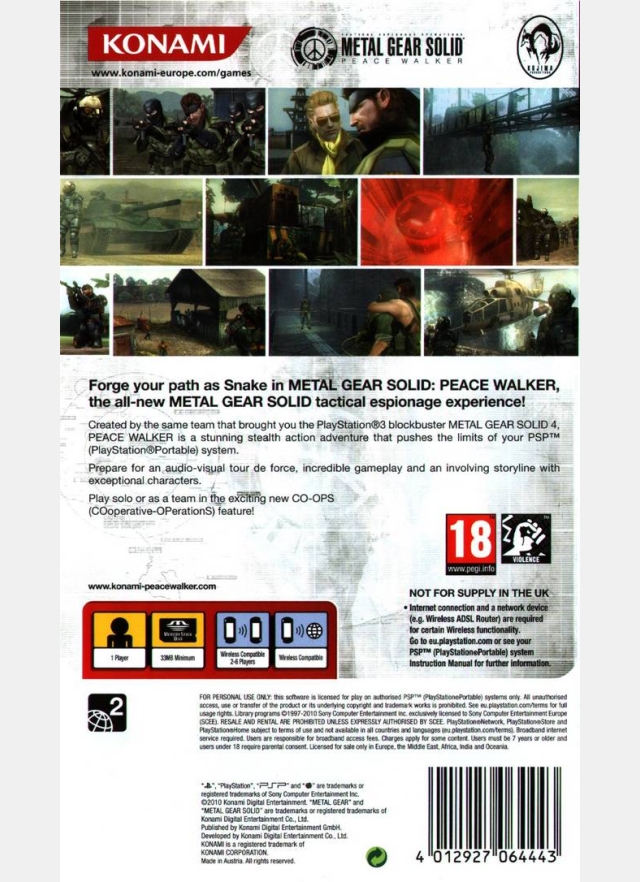 KONAMI
www.konami-europe.com/games
METAL GEAR SOLID
PEACE WALKER
KOJIMA
Forge your path as Snake in METAL GEAR SOLID: PEACE WALKER,
the all-new METAL GEAR SOLID tactical espionage experience!
Created by the same team that brought you the PlayStation®3 blockbuster METAL GEAR SOLID 4,
PEACE WALKER is a stunning stealth action adventure that pushes the limits of your PSP™
(PlayStation®Portable) system.
Prepare for an audio-visual tour de force, incredible gameplay and an involving storyline with
exceptional characters.
Play solo or as a team in the exciting new CO-OPS
(COoperative-OPerationS) feature!
18
www.pegi.info
VIOLENCE
www.konami-peacewalker.com
NOT FOR SUPPLY IN THE UK
• Internet connection and a network device
(e.g. Wireless ADSL Router) are required
for certain Wireless functionality.
Go to eu.playstation.com or see your
PSP™ (PlayStation®Portable) system
Instruction Manual for further information.
1 Player
33MB Minimum
Wireless Compatible
2-6 Players
Wireless Compatible
2
FOR PERSONAL USE ONLY: this software is licensed for play on authorised PSP™ (PlayStation®Portable) systems only. All unauthorised
access, use or transfer of the product or its underlying copyright and trademark works is prohibited. See eu.playstation.com/terms for full
usage rights. Library programs ©1997-2010 Sony Computer Entertainment Inc. exclusively licensed to Sony Computer Entertainment Europe
(SCEE). RESALE AND RENTAL ARE PROHIBITED UNLESS EXPRESSLY AUTHORISED BY SCEE. PlayStation®Network, PlayStation®Store and
PlayStation®Home subject to terms of use and not available in all countries and languages (eu.playstation.com/terms). Broadband internet
service required. Users are responsible for broadband access fees. Charges apply for some content. Users must be 7 years or older and
users under 18 require parental consent. Licensed for sale only in Europe, the Middle East, Africa, India and Oceania.
"PlayStation", "PSP" and are trademarks or
registered trademarks of Sony Computer Entertainment Inc.
©2010 Konami Digital Entertainment. "METAL GEAR" and
"METAL GEAR SOLID" are trademarks or registered trademarks of
Konami Digital Entertainment Co., Ltd.
Published by Konami Digital Entertainment GmbH.
Developed by Konami Digital Entertainment Co., Ltd.
KONAMI is a registered trademark of
KONAMI CORPORATION.
Made in Austria. All rights reserved.
4 012927 064443